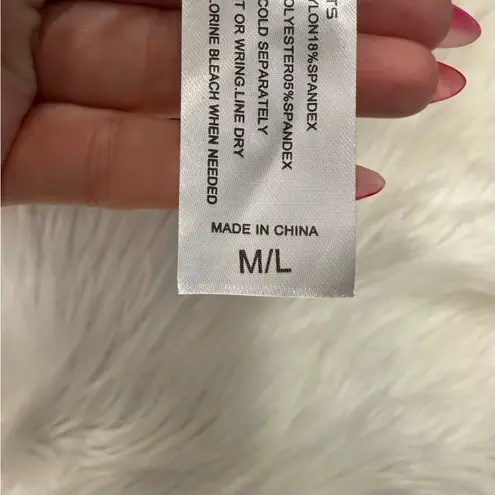 TS
YLON18%SPANDEX
OLYESTER05%SPANDEX
COLD SEPARATELY
T OR WRING.LINE DRY
LORINE BLEACH WHEN NEEDED
MADE IN CHINA
M/L